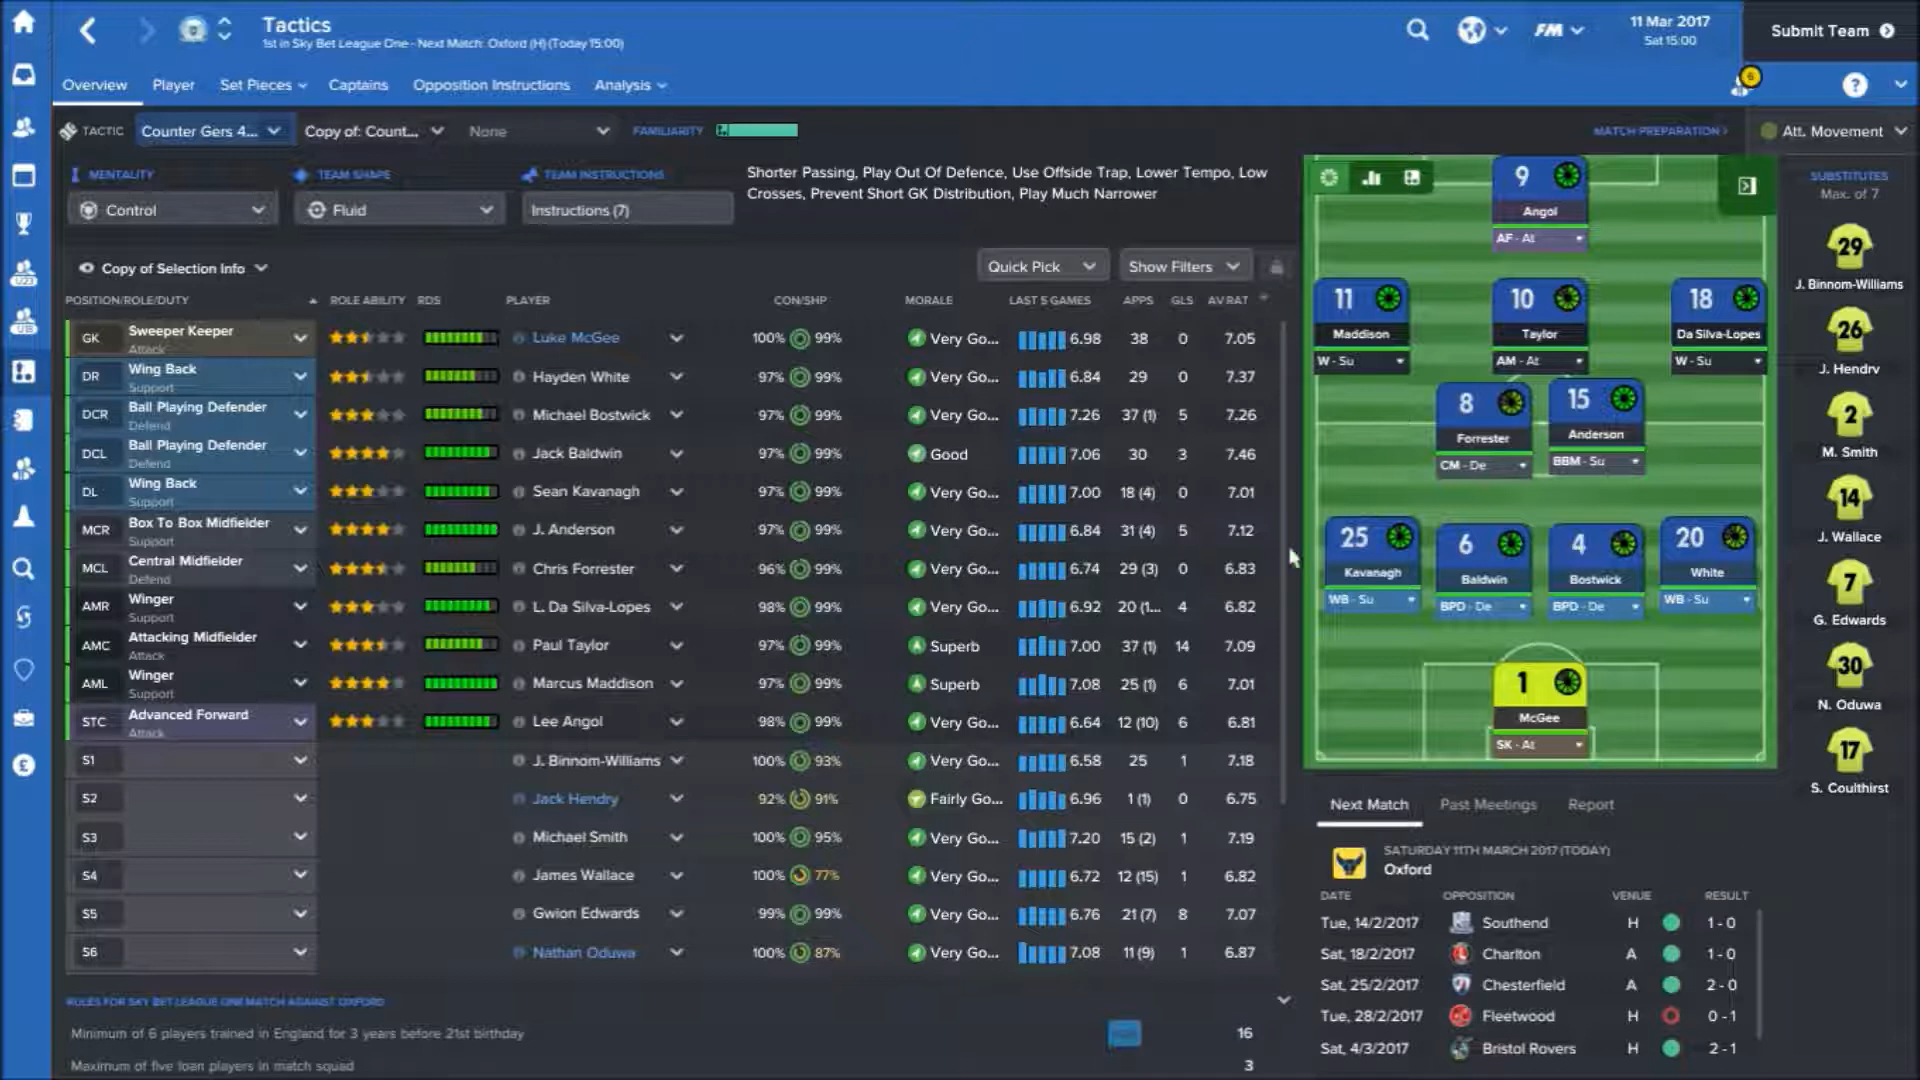 Tactics
1st in Sky Bet League One - Next Match: Oxford (H) (Today 15:00)
FM
11 Mar 2017
Sat 15:00
Submit Team
Overview Player Set Pieces Captains Opposition Instructions Analysis
6
?
TACTIC Counter Gers 4... Copy of: Count... None FAMILIARITY
MATCH PREPARATION > Att. Movement
MENTALITY TEAM SHAPE TEAM INSTRUCTIONS
Control Fluid Instructions (7)
Shorter Passing, Play Out Of Defence, Use Offside Trap, Lower Tempo, Low
Crosses, Prevent Short GK Distribution, Play Much Narrower
Copy of Selection Info Quick Pick Show Filters
POSITION/ROLE/DUTY ROLE ABILITY RDS PLAYER CON/SHP MORALE LAST 5 GAMES APPS GLS AV RAT
GK Sweeper Keeper Attack Luke McGee 100% 99% Very Go... 6.98 38 0 7.05
DR Wing Back Support Hayden White 97% 99% Very Go... 6.84 29 0 7.37
DCR Ball Playing Defender Defend Michael Bostwick 97% 99% Very Go... 7.26 37 (1) 5 7.26
DCL Ball Playing Defender Defend Jack Baldwin 97% 99% Good 7.06 30 3 7.46
DL Wing Back Support Sean Kavanagh 97% 99% Very Go... 7.00 18 (4) 0 7.01
MCR Box To Box Midfielder Support J. Anderson 97% 99% Very Go... 6.84 31 (4) 5 7.12
MCL Central Midfielder Defend Chris Forrester 96% 99% Very Go... 6.74 29 (3) 0 6.83
AMR Winger Support L. Da Silva-Lopes 98% 99% Very Go... 6.92 20 (1... 4 6.82
AMC Attacking Midfielder Attack Paul Taylor 97% 99% Superb 7.00 37 (1) 14 7.09
AML Winger Support Marcus Maddison 97% 99% Superb 7.08 25 (1) 6 7.01
STC Advanced Forward Attack Lee Angol 98% 99% Very Go... 6.64 12 (10) 6 6.81
S1 J. Binnom-Williams 100% 93% Very Go... 6.58 25 1 7.18
S2 Jack Hendry 92% 91% Fairly Go... 6.96 1 (1) 0 6.75
S3 Michael Smith 100% 95% Very Go... 7.20 15 (2) 1 7.19
S4 James Wallace 100% 77% Very Go... 6.72 12 (15) 1 6.82
S5 Gwion Edwards 99% 99% Very Go... 6.76 21 (7) 8 7.07
S6 Nathan Oduwa 100% 87% Very Go... 7.08 11 (9) 1 6.87
RULES FOR SKY BET LEAGUE ONE MATCH AGAINST OXFORD
Minimum of 6 players trained in England for 3 years before 21st birthday 16
Maximum of five loan players in match squad 3
9
Angol
AF - At
11 10 18
Maddison Taylor Da Silva-Lopes
W - Su AM - At W - Su
8 15
Forrester Anderson
CM - De BBM - Su
25 6 4 20
Kavanagh Baldwin Bostwick White
WB - Su BPD - De BPD - De WB - Su
1
McGee
SK - At
SUBSTITUTES
Max. of 7
29
J. Binnom-Williams
26
J. Hendry
2
M. Smith
14
J. Wallace
7
G. Edwards
30
N. Oduwa
17
S. Coulthirst
Next Match Past Meetings Report
SATURDAY 11TH MARCH 2017 (TODAY)
Oxford
DATE OPPOSITION VENUE RESULT
Tue, 14/2/2017 Southend H 1 - 0
Sat, 18/2/2017 Charlton A 1 - 0
Sat, 25/2/2017 Chesterfield A 2 - 0
Tue, 28/2/2017 Fleetwood H 0 - 1
Sat, 4/3/2017 Bristol Rovers H 2 - 1